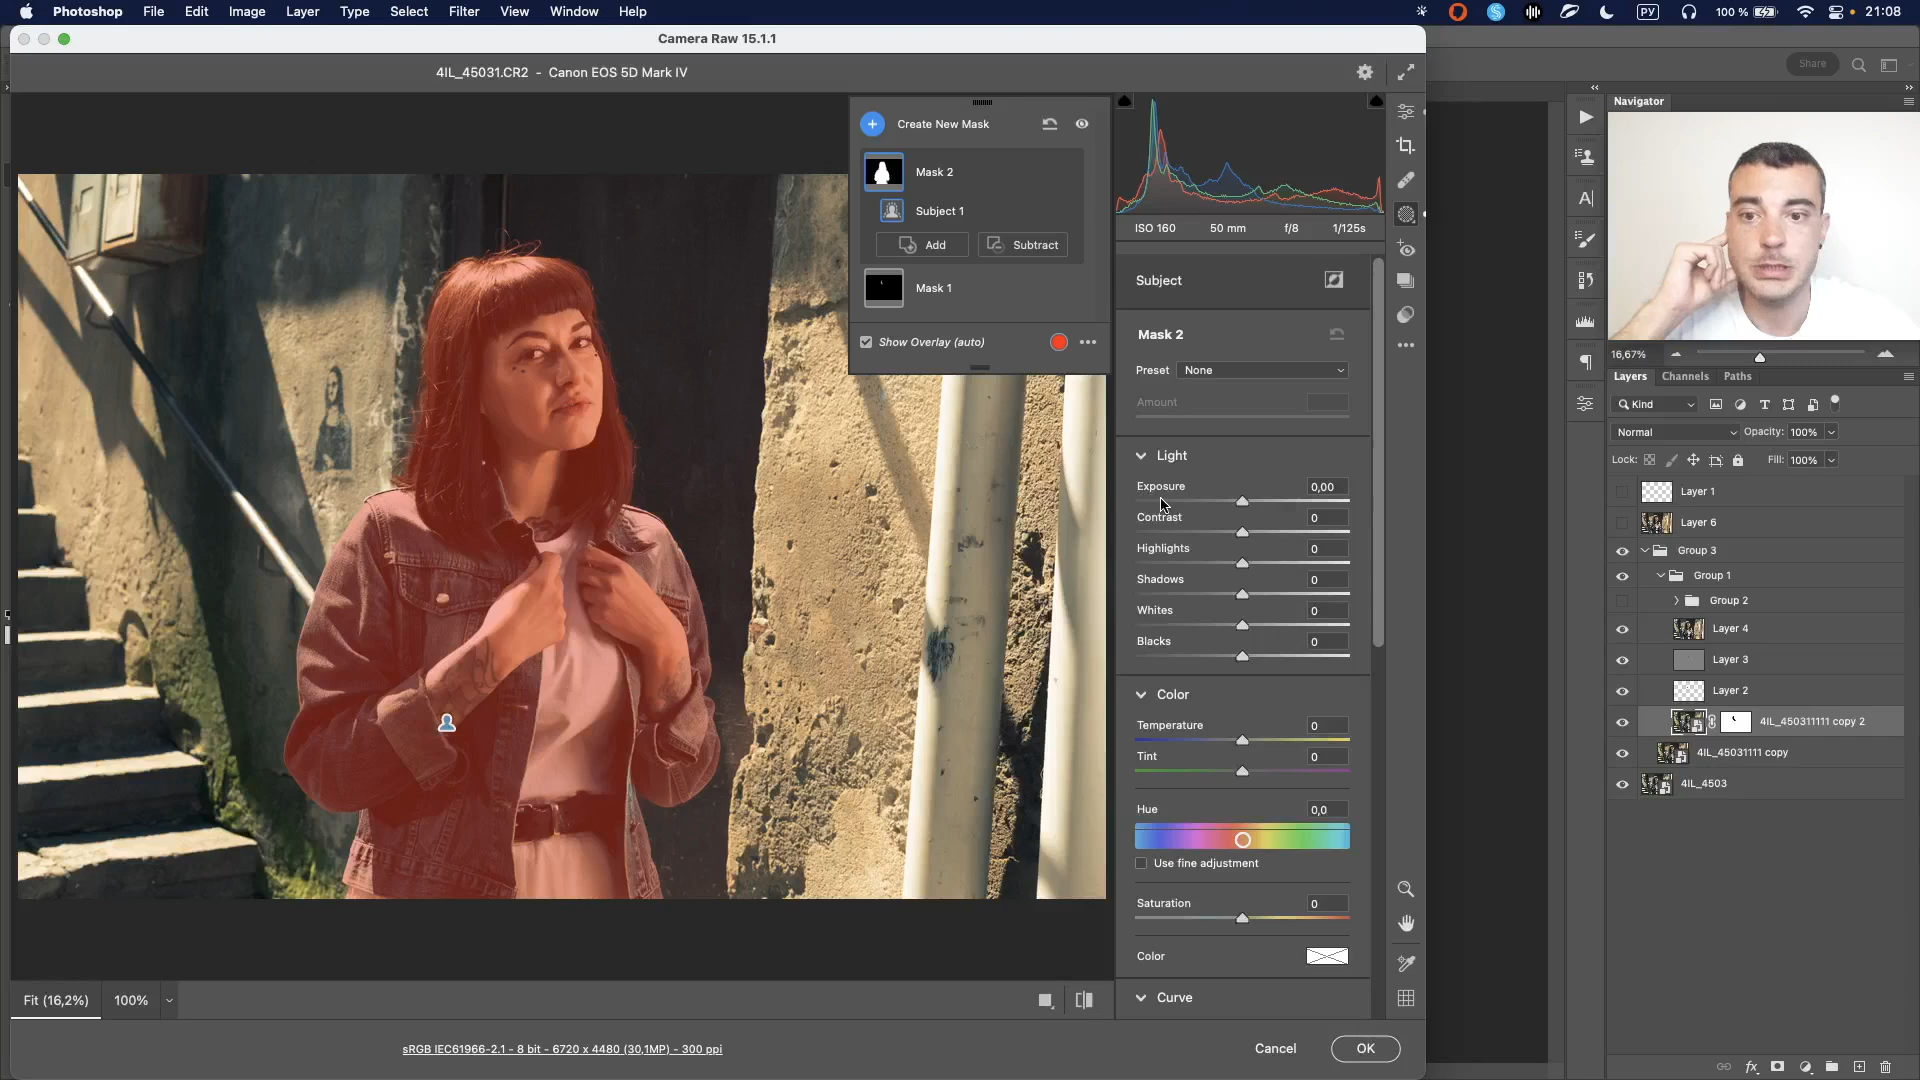 Photoshop File Edit Image Layer Type Select Filter View Window Help
РУ 100 % 21:08
Camera Raw 15.1.1
4IL_45031.CR2 - Canon EOS 5D Mark IV
Share
Create New Mask
Mask 2
Subject 1
Add Subtract
Mask 1
Show Overlay (auto)
ISO 160 50 mm f/8 1/125s
Subject
Mask 2
Preset None
Amount
Light
Exposure 0,00
Contrast 0
Highlights 0
Shadows 0
Whites 0
Blacks 0
Color
Temperature 0
Tint 0
Hue 0,0
Use fine adjustment
Saturation 0
Color
Curve
Fit (16,2%) 100%
sRGB IEC61966-2.1 - 8 bit - 6720 x 4480 (30,1MP) - 300 ppi
Cancel OK
Navigator
16,67%
Layers Channels Paths
Kind
Normal Opacity: 100%
Lock: Fill: 100%
Layer 1
Layer 6
Group 3
Group 1
Group 2
Layer 4
Layer 3
Layer 2
4IL_450311111 copy 2
4IL_45031111 copy
4IL_4503
fx